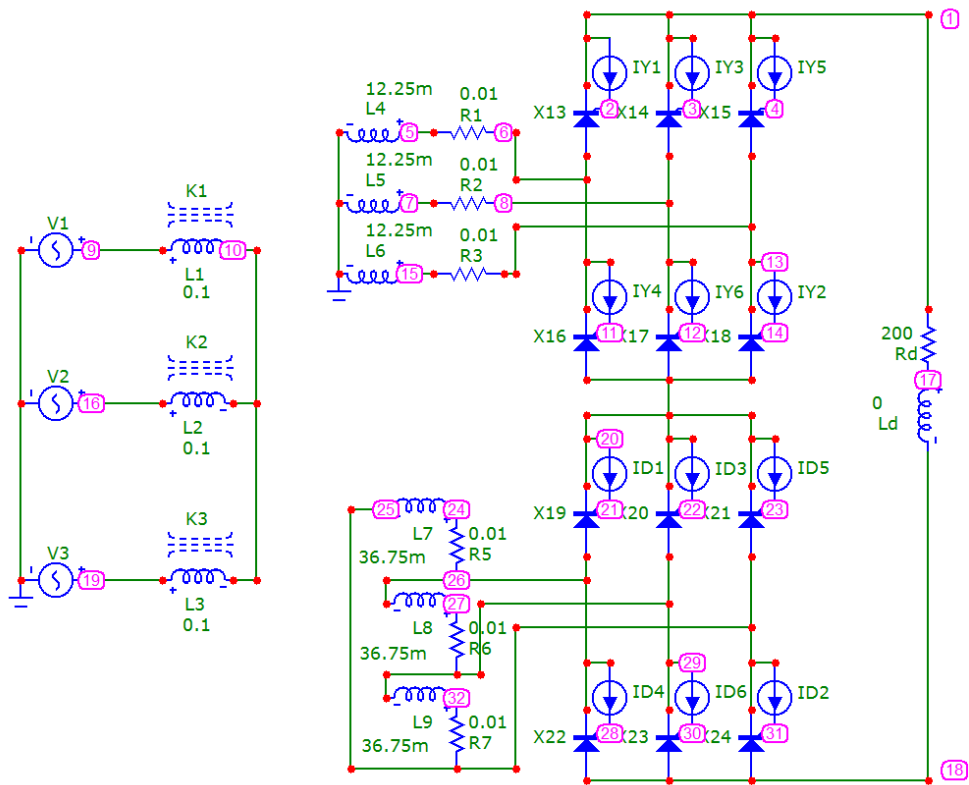 1
IY1
IY3
IY5
12.25m
L4
0.01
R1
X13
2
X14
3
X15
4
5
6
12.25m
L5
0.01
R2
K1
7
8
V1
12.25m
L6
0.01
R3
9
10
L1
0.1
15
13
IY4
IY6
IY2
X16
11
X17
12
X18
14
200
Rd
K2
17
V2
0
Ld
16
L2
0.1
20
ID1
ID3
ID5
25
24
X19
21
X20
22
X21
23
K3
L7
0.01
36.75m
R5
V3
19
26
L3
0.1
27
L8
0.01
36.75m
R6
29
ID4
ID6
ID2
32
L9
0.01
36.75m
R7
X22
28
X23
30
X24
31
18